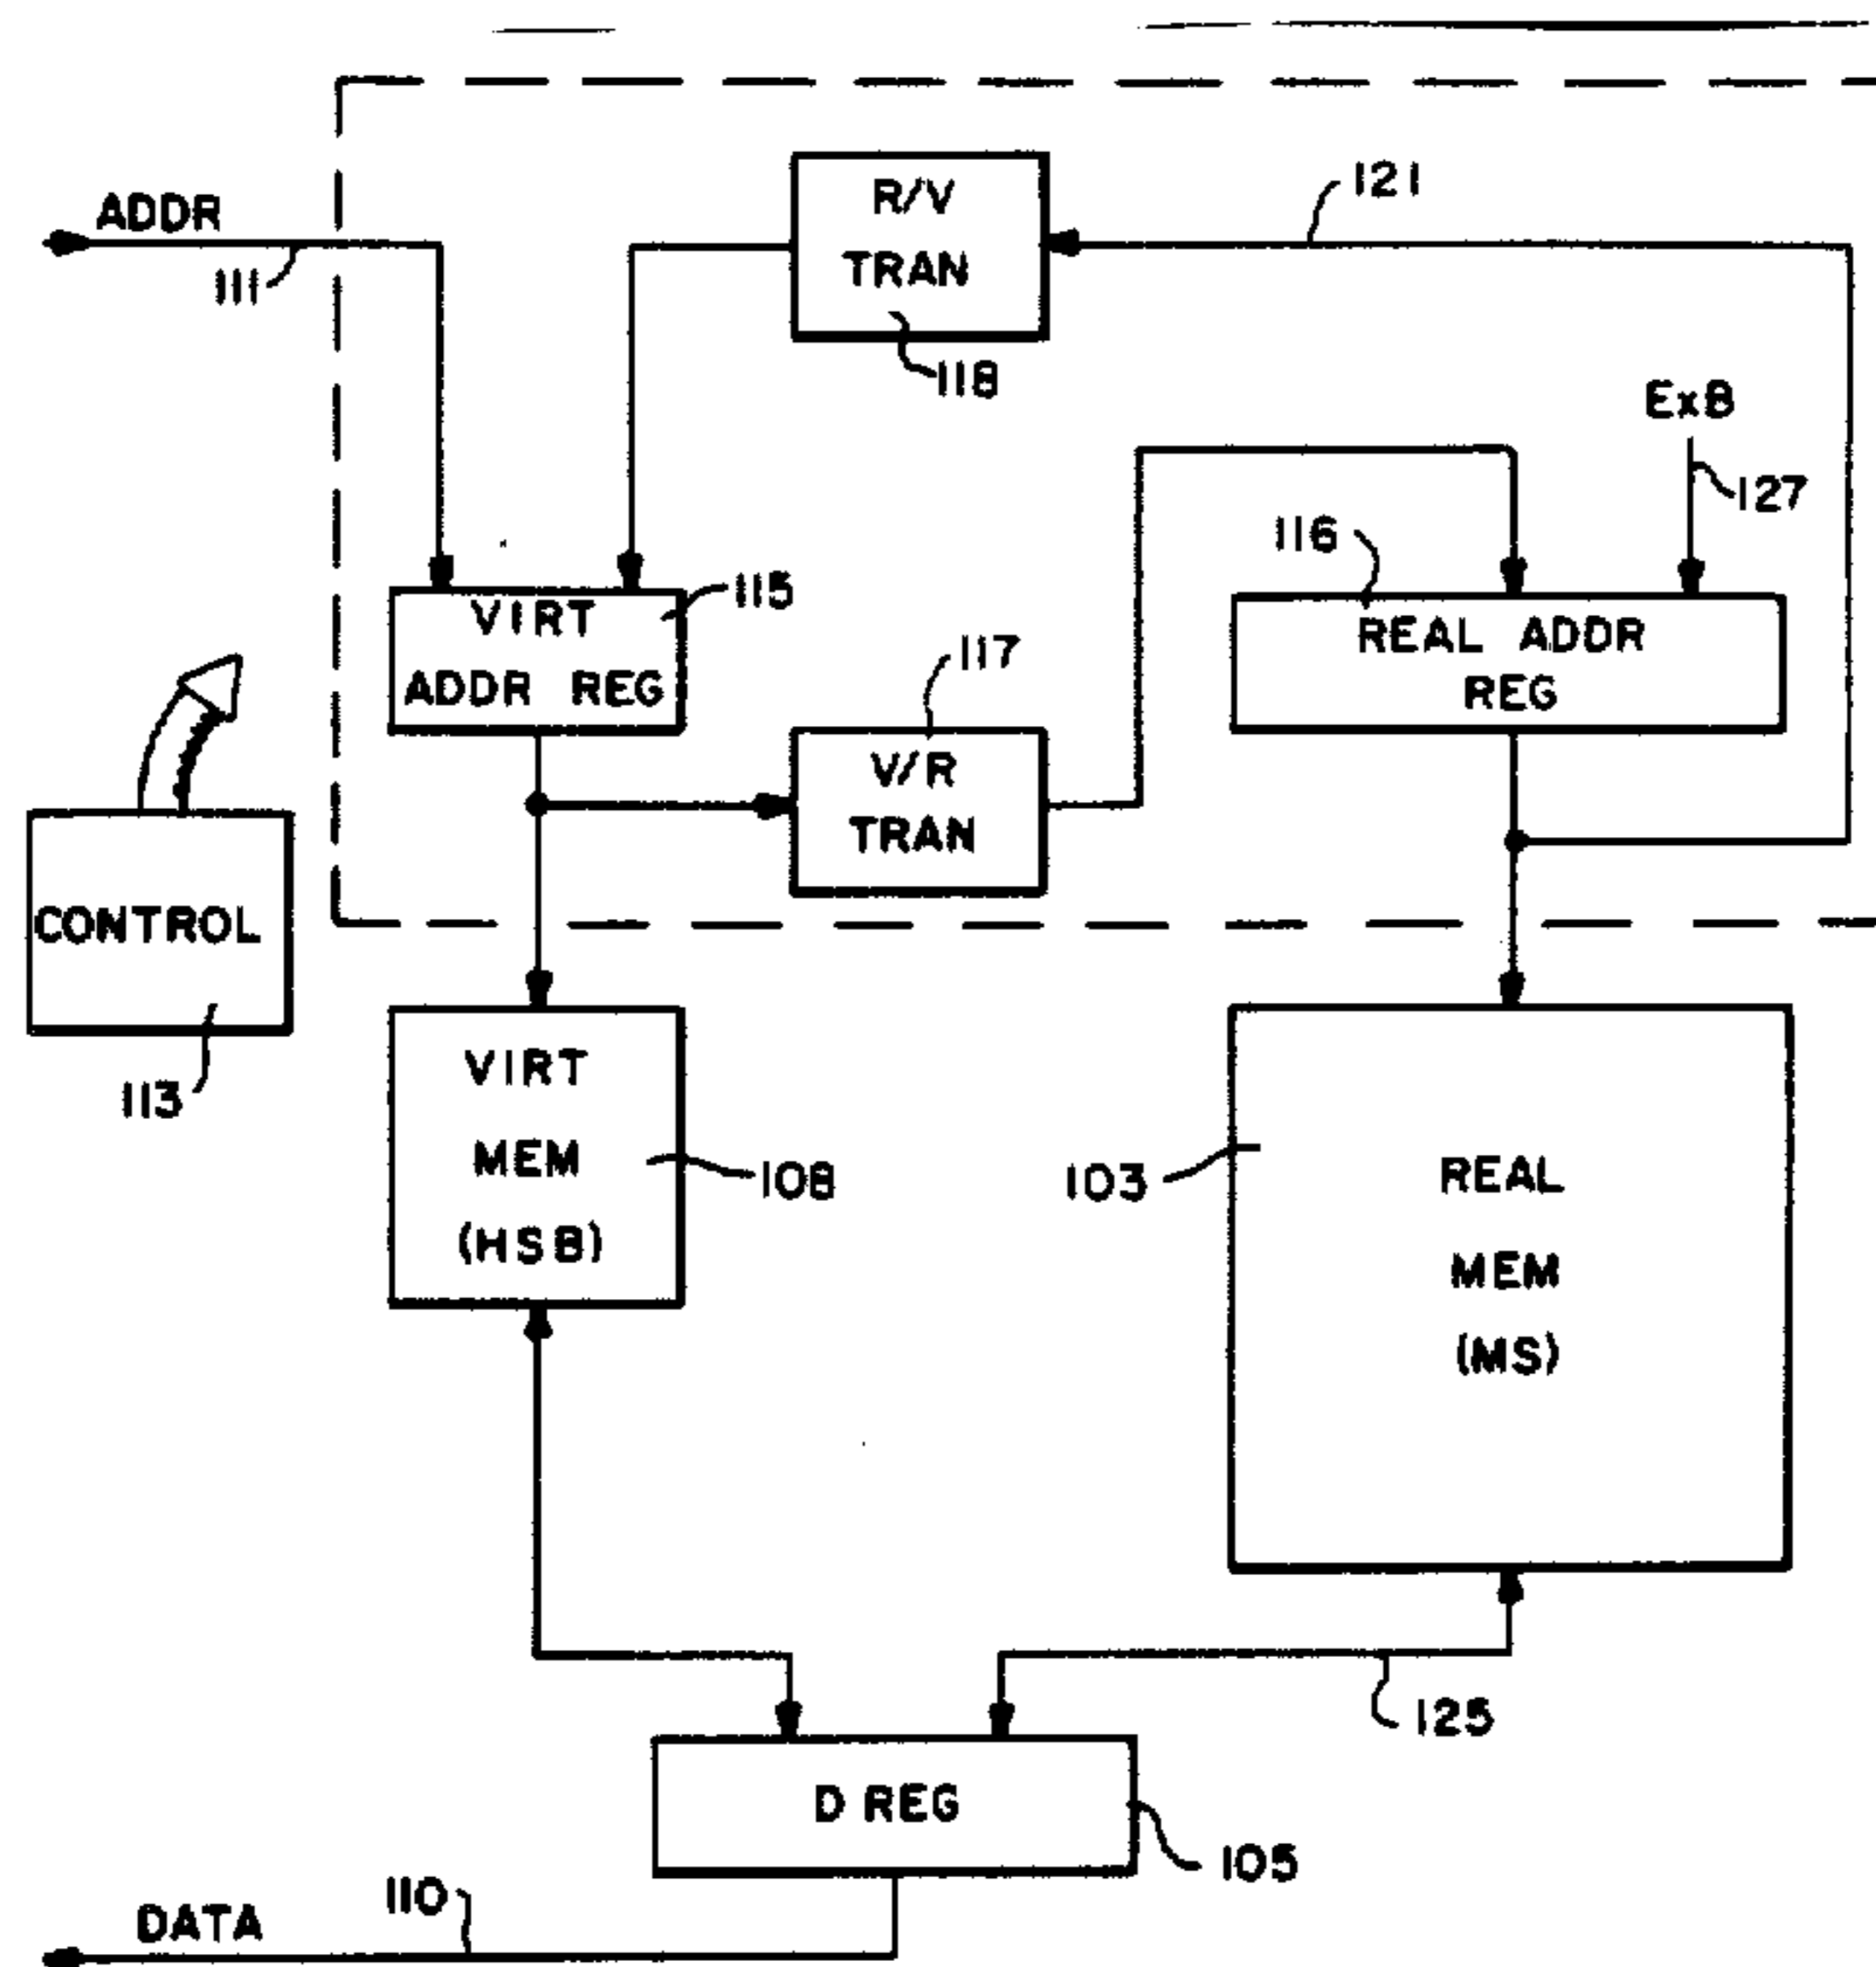 ADDR
111
R/V
TRAN
118
121
Ex8
127
116
VIRT
ADDR REG
115
117
REAL ADDR
REG
V/R
TRAN
CONTROL
113
VIRT
MEM
(HSB)
108
103
REAL
MEM
(MS)
125
D REG
105
110
DATA